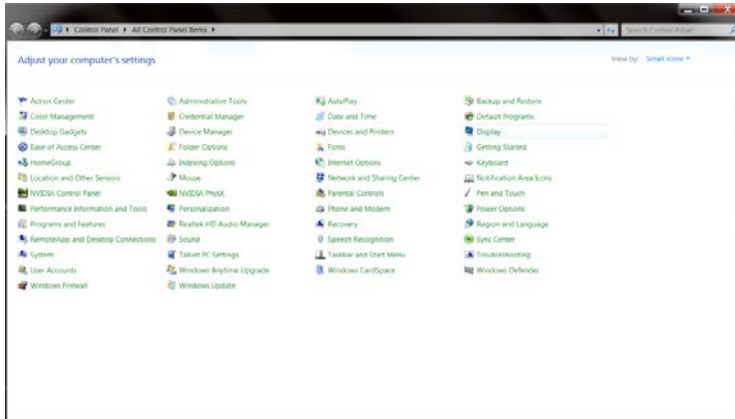 Control Panel ▸ All Control Panel Items ▸
Search Control Panel
Adjust your computer's settings
View by: Small icons
Action Center Administrative Tools AutoPlay Backup and Restore
Color Management Credential Manager Date and Time Default Programs
Desktop Gadgets Device Manager Devices and Printers Display
Ease of Access Center Folder Options Fonts Getting Started
HomeGroup Indexing Options Internet Options Keyboard
Location and Other Sensors Mouse Network and Sharing Center Notification Area Icons
NVIDIA Control Panel NVIDIA PhysX Parental Controls Pen and Touch
Performance Information and Tools Personalization Phone and Modem Power Options
Programs and Features Realtek HD Audio Manager Recovery Region and Language
RemoteApp and Desktop Connections Sound Speech Recognition Sync Center
System Tablet PC Settings Taskbar and Start Menu Troubleshooting
User Accounts Windows Anytime Upgrade Windows CardSpace Windows Defender
Windows Firewall Windows Update